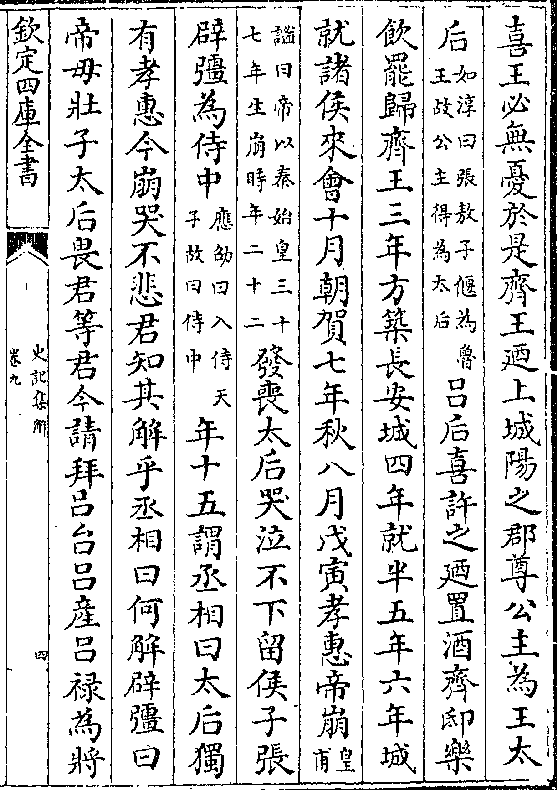 喜王必無憂於是齊王廼上城陽之郡尊公主為王太
后如淳曰張敖子偃為魯王故公主得為太后呂后喜許之廼置酒齊邸樂
飲罷歸齊王三年方築長安城四年就半五年六年城
就諸侯來會十月朝賀七年秋八月戊寅孝惠帝崩皇甫
謐曰帝以秦始皇三十七年生崩時年二十二發喪太后哭泣不下留侯子張
辟彊為侍中應劭曰入侍天子故曰侍中年十五謂丞相曰太后獨
有孝惠今崩哭不悲君知其解乎丞相曰何解辟彊曰
帝毋壯子太后畏君等君今請拜呂台呂産呂禄為將
欽定四庫全書
史記集解
卷九
四